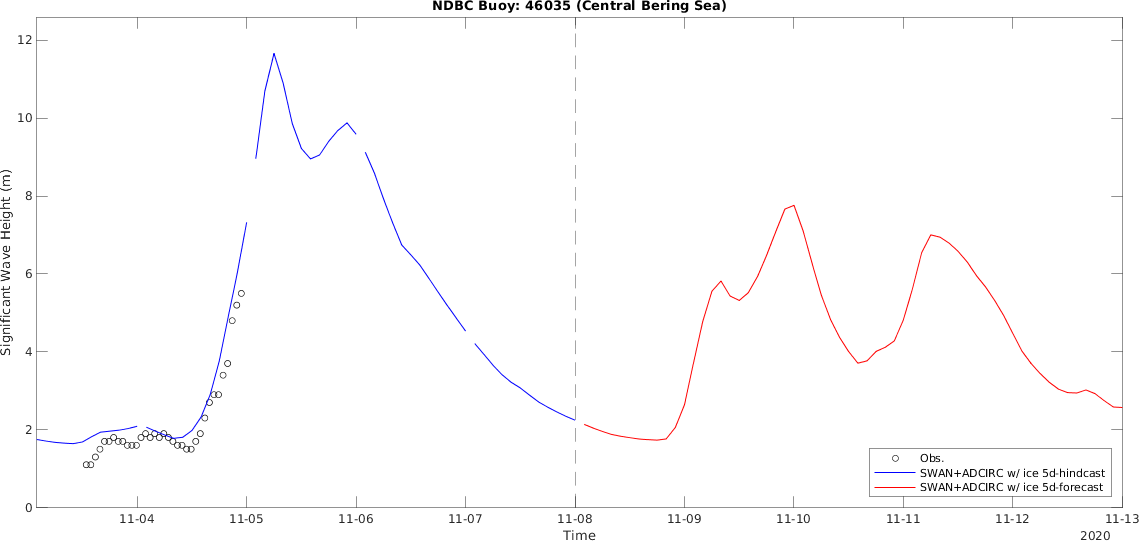 NDBC Buoy: 46035 (Central Bering Sea)
Significant Wave Height (m)
12
10
8
6
4
2
0
Obs.
SWAN+ADCIRC w/ ice 5d-hindcast
SWAN+ADCIRC w/ ice 5d-forecast
11-04 11-05 11-06 11-07 11-08 11-09 11-10 11-11 11-12 11-13
Time
2020